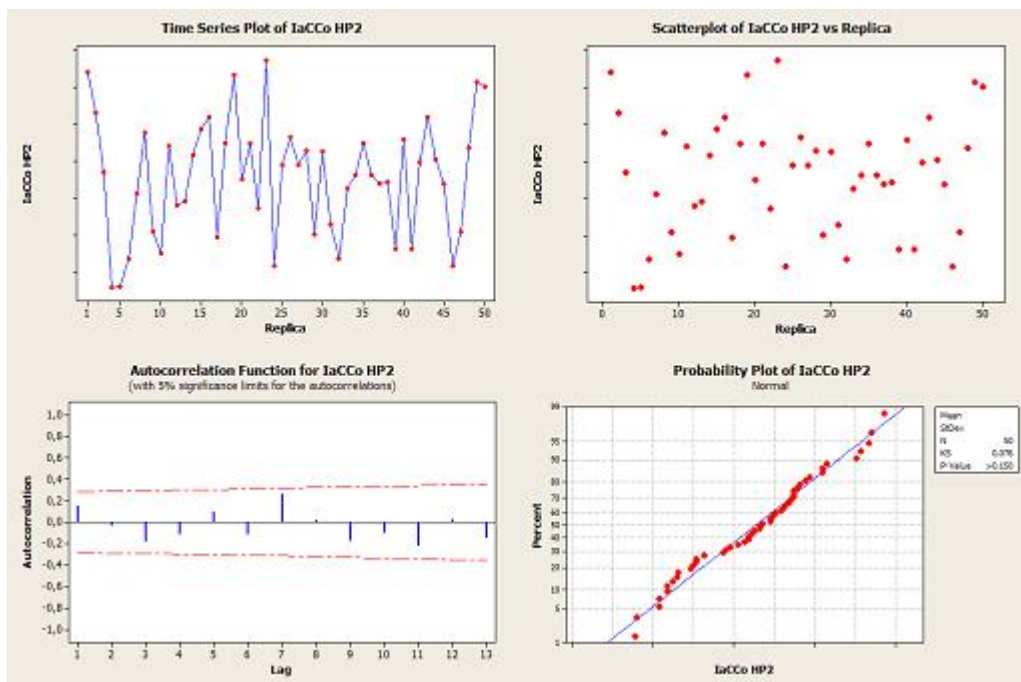 Time Series Plot of IaCCo HP2
IaCCo HP2
1 5 10 15 20 25 30 35 40 45 50
Replica
Scatterplot of IaCCo HP2 vs Replica
IaCCo HP2
0 10 20 30 40 50
Replica
Autocorrelation Function for IaCCo HP2
(with 5% significance limits for the autocorrelations)
Autocorrelation
1,0
0,8
0,6
0,4
0,2
0,0
-0,2
-0,4
-0,6
-0,8
-1,0
1 2 3 4 5 6 7 8 9 10 11 12 13
Lag
Probability Plot of IaCCo HP2
Normal
Percent
99
95
90
80
70
60
50
40
30
20
10
5
1
IaCCo HP2
Mean
StDev
N 50
KS 0,076
P-Value >0,150